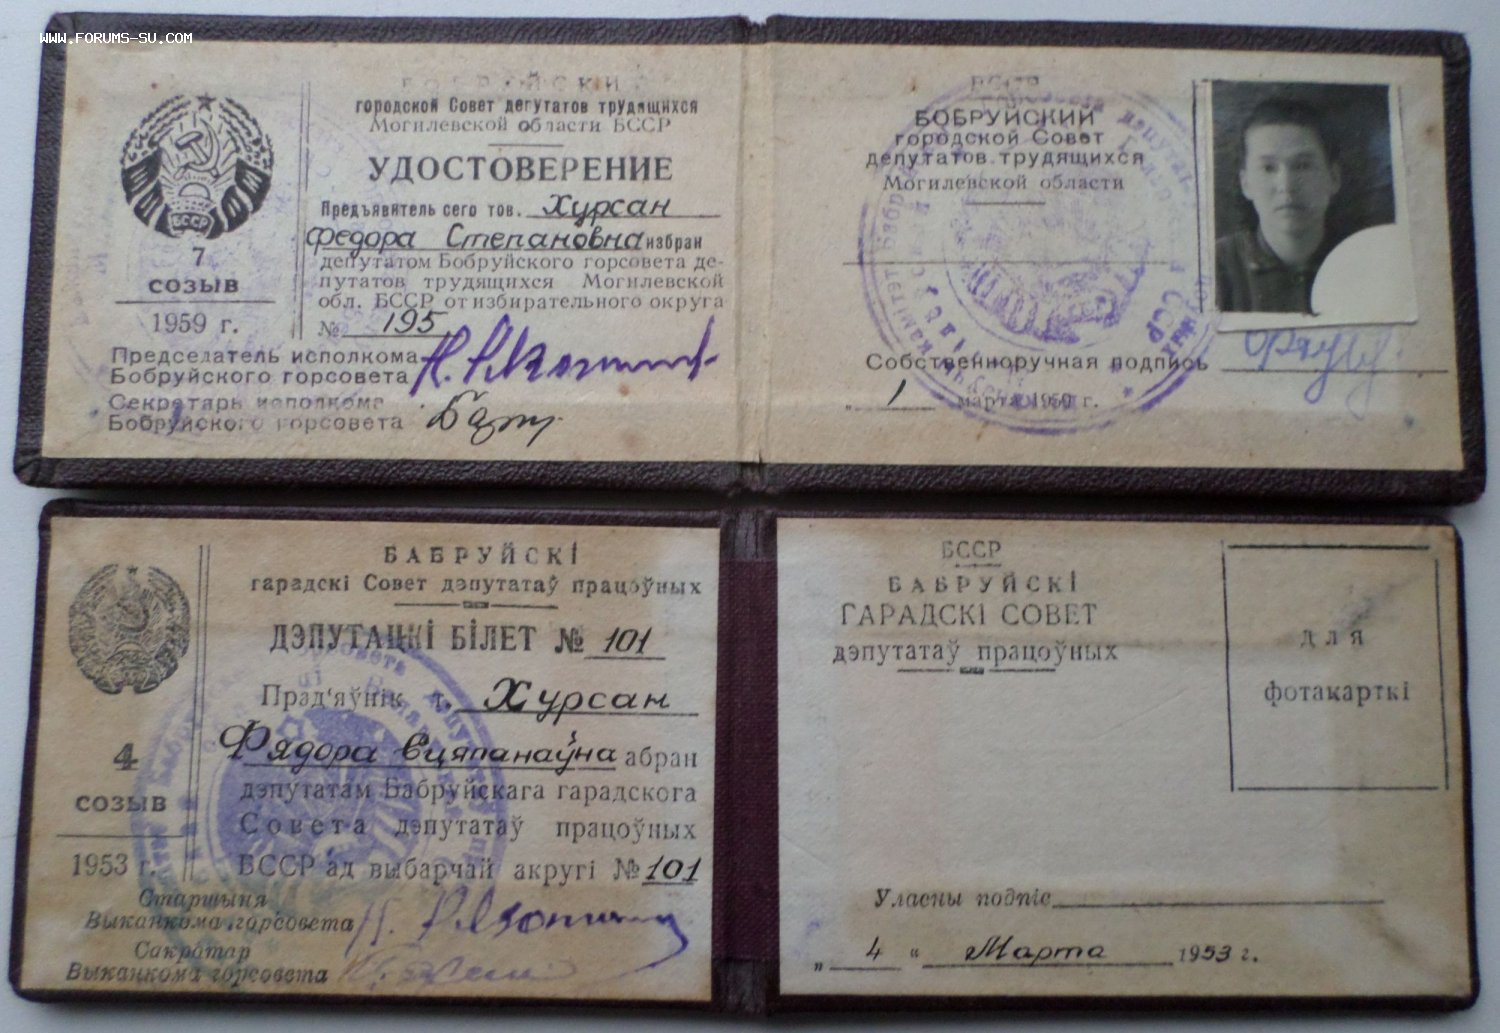 www.forums-su.com
БОБРУЙСКИЙ
городской Совет депутатов трудящихся
Могилевской области БССР
УДОСТОВЕРЕНИЕ
Предъявитель сего тов. Хурсан
Федора Степановна избран
депутатом Бобруйского горсовета де-
путатов трудящихся Могилевской
обл. БССР от избирательного округа
№ 195
БССР
7
СОЗЫВ
1959 г.
Председатель исполкома
Бобруйского горсовета
Секретарь исполкома
Бобруйского горсовета
БССР
БОБРУЙСКИЙ
городской Совет
депутатов трудящихся
Могилевской области
Собственноручная подпись
„ 1 марта г.
БАБРУЙСКІ
гарадскі Совет дэпутатаў працоўных
ДЭПУТАЦКІ БІЛЕТ № 101
Прад'яўнік т. Хурсан
Фядора Сцяпанаўна абран
дэпутатам Бабруйскага гарадскога
Совета дэпутатаў працоўных
БССР ад выбарчай акругі № 101
4
СОЗЫВ
1953 г.
Старшыня
Выканкома горсовета
Сакротар
Выканкома горсовета
БССР
БАБРУЙСКІ
ГАРАДСКІ СОВЕТ
дэпутатаў працоўных
для
фотакарткі
Уласны подпіс
„ 4 “ Марта 1953 г.